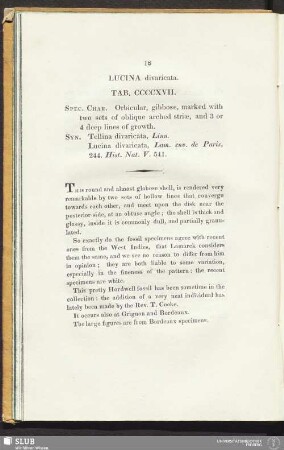 18
LUCINA divaricata.
TAB. CCCCXVII.
Spec. Char. Orbicular, gibbose, marked with
two sets of oblique arched striæ, and 3 or
4 deep lines of growth.
Syn. Tellina divaricata, Linn.
Lucina divaricata, Lam. env. de Paris,
244. Hist. Nat. V. 541.
This round and almost globose shell, is rendered very
remarkable by two sets of hollow lines that converge
towards each other, and meet upon the disk near the
posterior side, at an obtuse angle; the shell is thick and
glossy, inside it is commonly dull, and partially granu-
lated.
So exactly do the fossil specimens agree with recent
ones from the West Indies, that Lamarck considers
them the same, and we see no reason to differ from him
in opinion; they are both liable to some variation,
especially in the fineness of the pattern: the recent
specimens are white.
This pretty Hordwell fossil has been sometime in the
collection: the addition of a very neat individual has
lately been made by the Rev. T. Cooke.
It occurs also at Grignon and Bordeaux.
The large figures are from Bordeaux specimens.
SLUB
Wir führen Wissen.